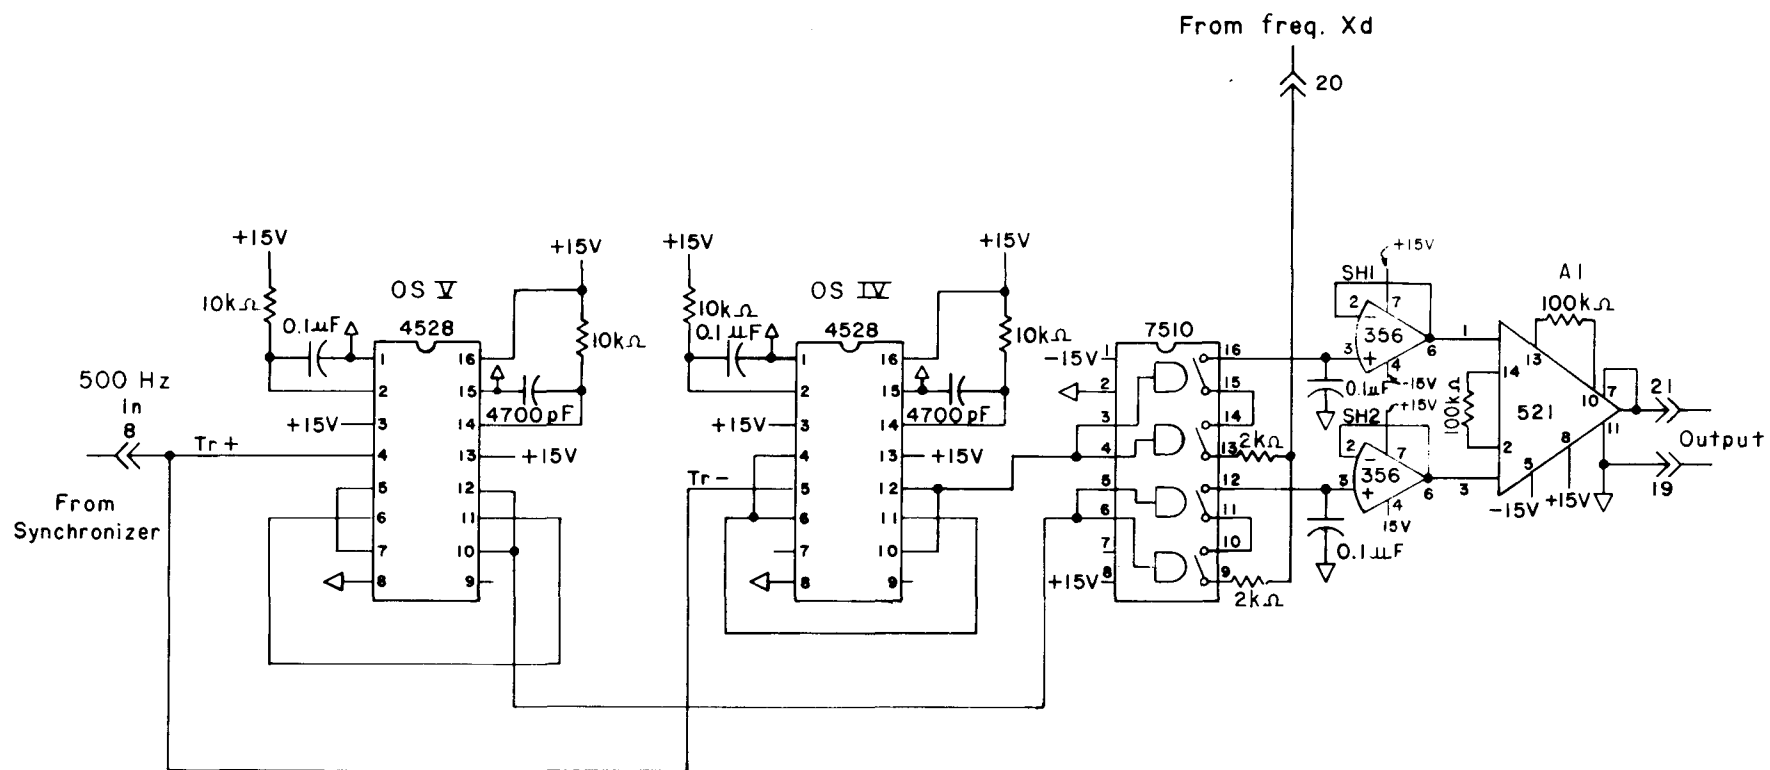 From freq. Xd
20
+15V
+15V
+15V
+15V
10kΩ
OS V
0.1µF
4528
10kΩ
1
2
3
4
5
6
7
8
16
15
14
13
12
11
10
9
4700pF
+15V
+15V
500 Hz
In
8
Tr+
From
Synchronizer
10kΩ
OS IV
0.1µF
4528
10kΩ
1
2
3
4
5
6
7
8
16
15
14
13
12
11
10
9
4700pF
+15V
+15V
Tr-
7510
-15V
1
2
3
4
5
6
7
8
+15V
16
15
14
13
12
11
10
9
2kΩ
2kΩ
+15V
SH1
2
7
356
3
+
-
4
6
-15V
0.1µF
+15V
SH2
2
7
356
3
+
-
4
6
15V
0.1µF
A1
100kΩ
1
13
14
100kΩ
521
10
7
2
11
3
5
8
-15V
+15V
21
Output
19